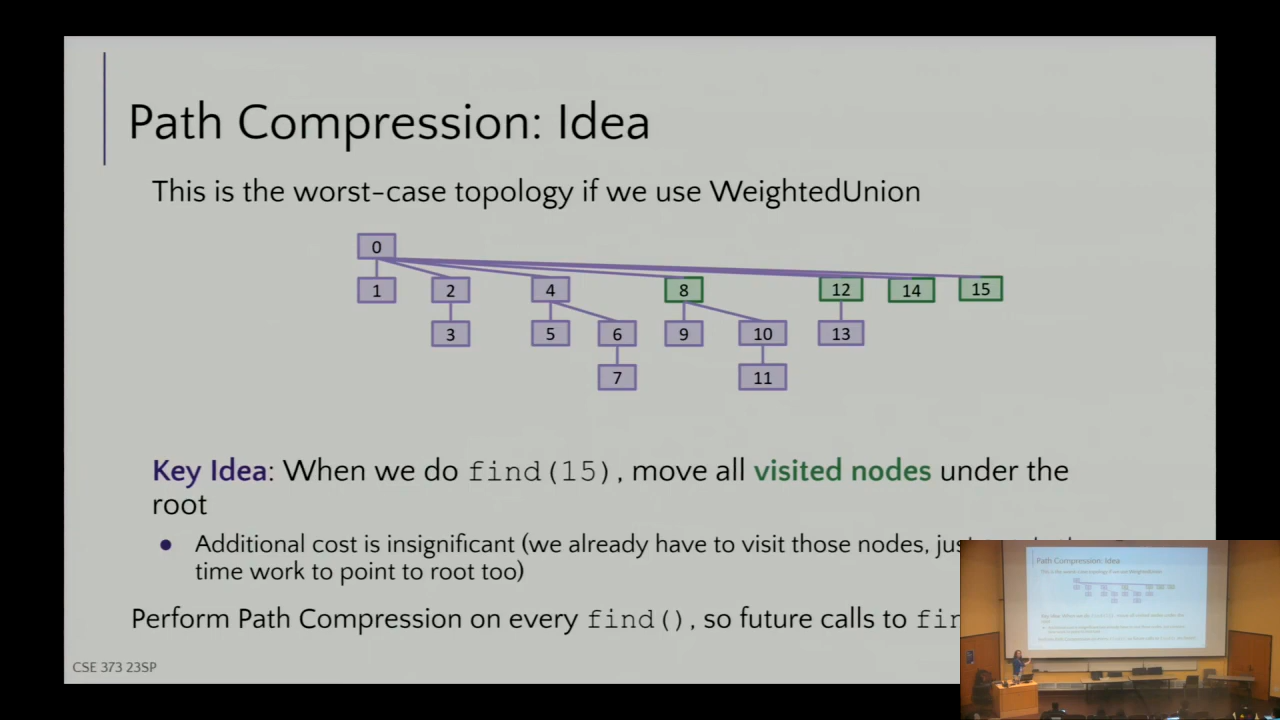 Path Compression: Idea
This is the worst-case topology if we use WeightedUnion
0
1 2 4 8 12 14 15
3 5 6 9 10 13
7 11
Key Idea: When we do find(15), move all visited nodes under the
root
● Additional cost is insignificant (we already have to visit those nodes,
time work to point to root too)
Perform Path Compression on every find(), so future calls to
CSE 373 23SP
Path Compression: Idea